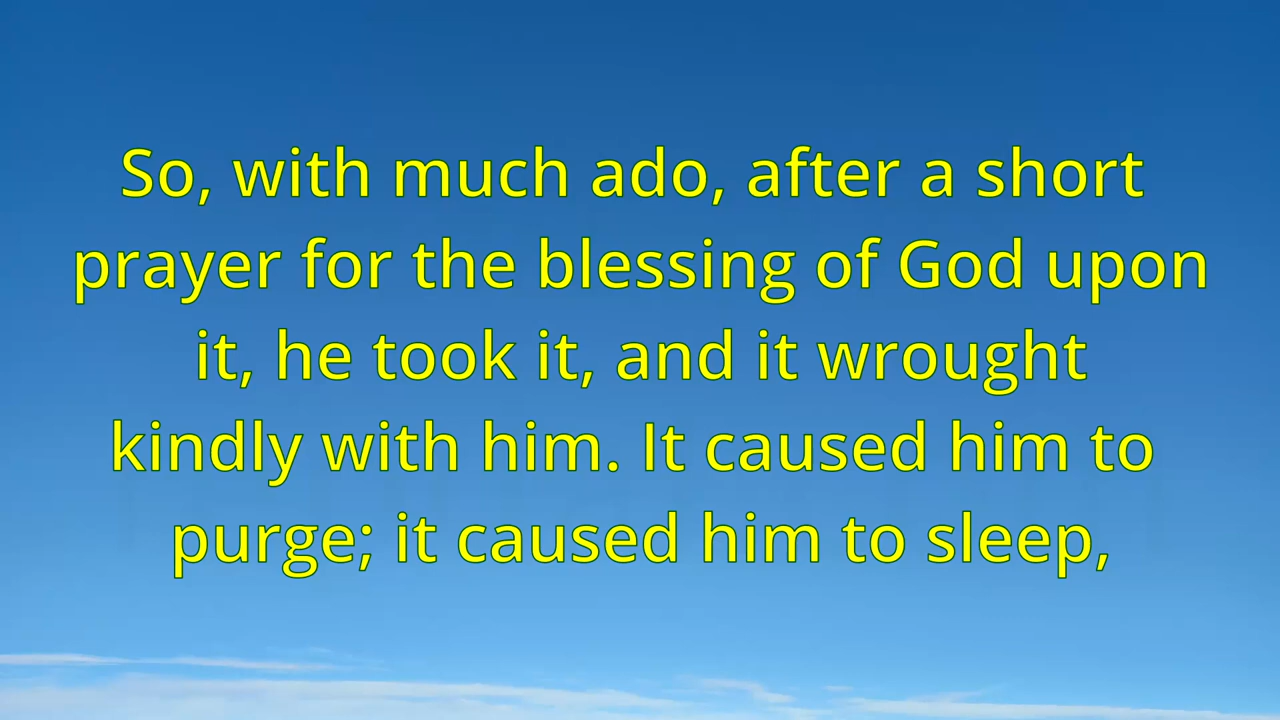 So, with much ado, after a short
prayer for the blessing of God upon
it, he took it, and it wrought
kindly with him. It caused him to
purge; it caused him to sleep,